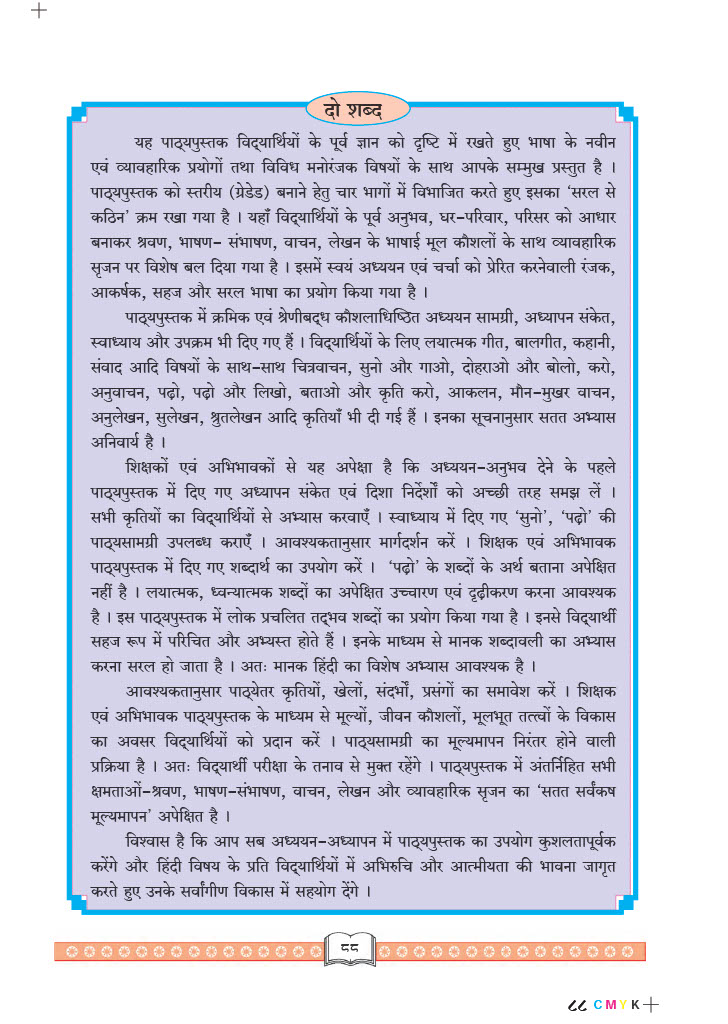 दो शब्द
यह पाठ्यपुस्तक विद्यार्थियों के पूर्व ज्ञान को दृष्टि में रखते हुए भाषा के नवीन
एवं व्यावहारिक प्रयोगों तथा विविध मनोरंजक विषयों के साथ आपके सम्मुख प्रस्तुत है ।
पाठ्यपुस्तक को स्तरीय (ग्रेडेड) बनाने हेतु चार भागों में विभाजित करते हुए इसका ‘सरल से
कठिन’ क्रम रखा गया है । यहाँ विद्यार्थियों के पूर्व अनुभव, घर-परिवार, परिसर को आधार
बनाकर श्रवण, भाषण- संभाषण, वाचन, लेखन के भाषाई मूल कौशलों के साथ व्यावहारिक
सृजन पर विशेष बल दिया गया है । इसमें स्वयं अध्ययन एवं चर्चा को प्रेरित करनेवाली रंजक,
आकर्षक, सहज और सरल भाषा का प्रयोग किया गया है ।
पाठ्यपुस्तक में क्रमिक एवं श्रेणीबद्ध कौशलाधिष्ठित अध्ययन सामग्री, अध्यापन संकेत,
स्वाध्याय और उपक्रम भी दिए गए हैं । विद्यार्थियों के लिए लयात्मक गीत, बालगीत, कहानी,
संवाद आदि विषयों के साथ-साथ चित्रवाचन, सुनो और गाओ, दोहराओ और बोलो, करो,
अनुवाचन, पढ़ो, पढ़ो और लिखो, बताओ और कृति करो, आकलन, मौन-मुखर वाचन,
अनुलेखन, सुलेखन, श्रुतलेखन आदि कृतियाँ भी दी गई हैं । इनका सूचनानुसार सतत अभ्यास
अनिवार्य है ।
शिक्षकों एवं अभिभावकों से यह अपेक्षा है कि अध्ययन-अनुभव देने के पहले
पाठ्यपुस्तक में दिए गए अध्यापन संकेत एवं दिशा निर्देशों को अच्छी तरह समझ लें ।
सभी कृतियों का विद्यार्थियों से अभ्यास करवाएँ । स्वाध्याय में दिए गए ‘सुनो’, ‘पढ़ो’ की
पाठ्यसामग्री उपलब्ध कराएँ । आवश्यकतानुसार मार्गदर्शन करें । शिक्षक एवं अभिभावक
पाठ्यपुस्तक में दिए गए शब्दार्थ का उपयोग करें । ‘पढ़ो’ के शब्दों के अर्थ बताना अपेक्षित
नहीं है । लयात्मक, ध्वन्यात्मक शब्दों का अपेक्षित उच्चारण एवं दृढ़ीकरण करना आवश्यक
है । इस पाठ्यपुस्तक में लोक प्रचलित तद्भव शब्दों का प्रयोग किया गया है । इनसे विद्यार्थी
सहज रूप में परिचित और अभ्यस्त होते हैं । इनके माध्यम से मानक शब्दावली का अभ्यास
करना सरल हो जाता है । अतः मानक हिंदी का विशेष अभ्यास आवश्यक है ।
आवश्यकतानुसार पाठ्येतर कृतियों, खेलों, संदर्भों, प्रसंगों का समावेश करें । शिक्षक
एवं अभिभावक पाठ्यपुस्तक के माध्यम से मूल्यों, जीवन कौशलों, मूलभूत तत्त्वों के विकास
का अवसर विद्यार्थियों को प्रदान करें । पाठ्यसामग्री का मूल्यमापन निरंतर होने वाली
प्रक्रिया है । अतः विद्यार्थी परीक्षा के तनाव से मुक्त रहेंगे । पाठ्यपुस्तक में अंतर्निहित सभी
क्षमताओं-श्रवण, भाषण-संभाषण, वाचन, लेखन और व्यावहारिक सृजन का ‘सतत सर्वंकष
मूल्यमापन’ अपेक्षित है ।
विश्वास है कि आप सब अध्ययन-अध्यापन में पाठ्यपुस्तक का उपयोग कुशलतापूर्वक
करेंगे और हिंदी विषय के प्रति विद्यार्थियों में अभिरुचि और आत्मीयता की भावना जागृत
करते हुए उनके सर्वांगीण विकास में सहयोग देंगे ।
८८
८८ C M Y K